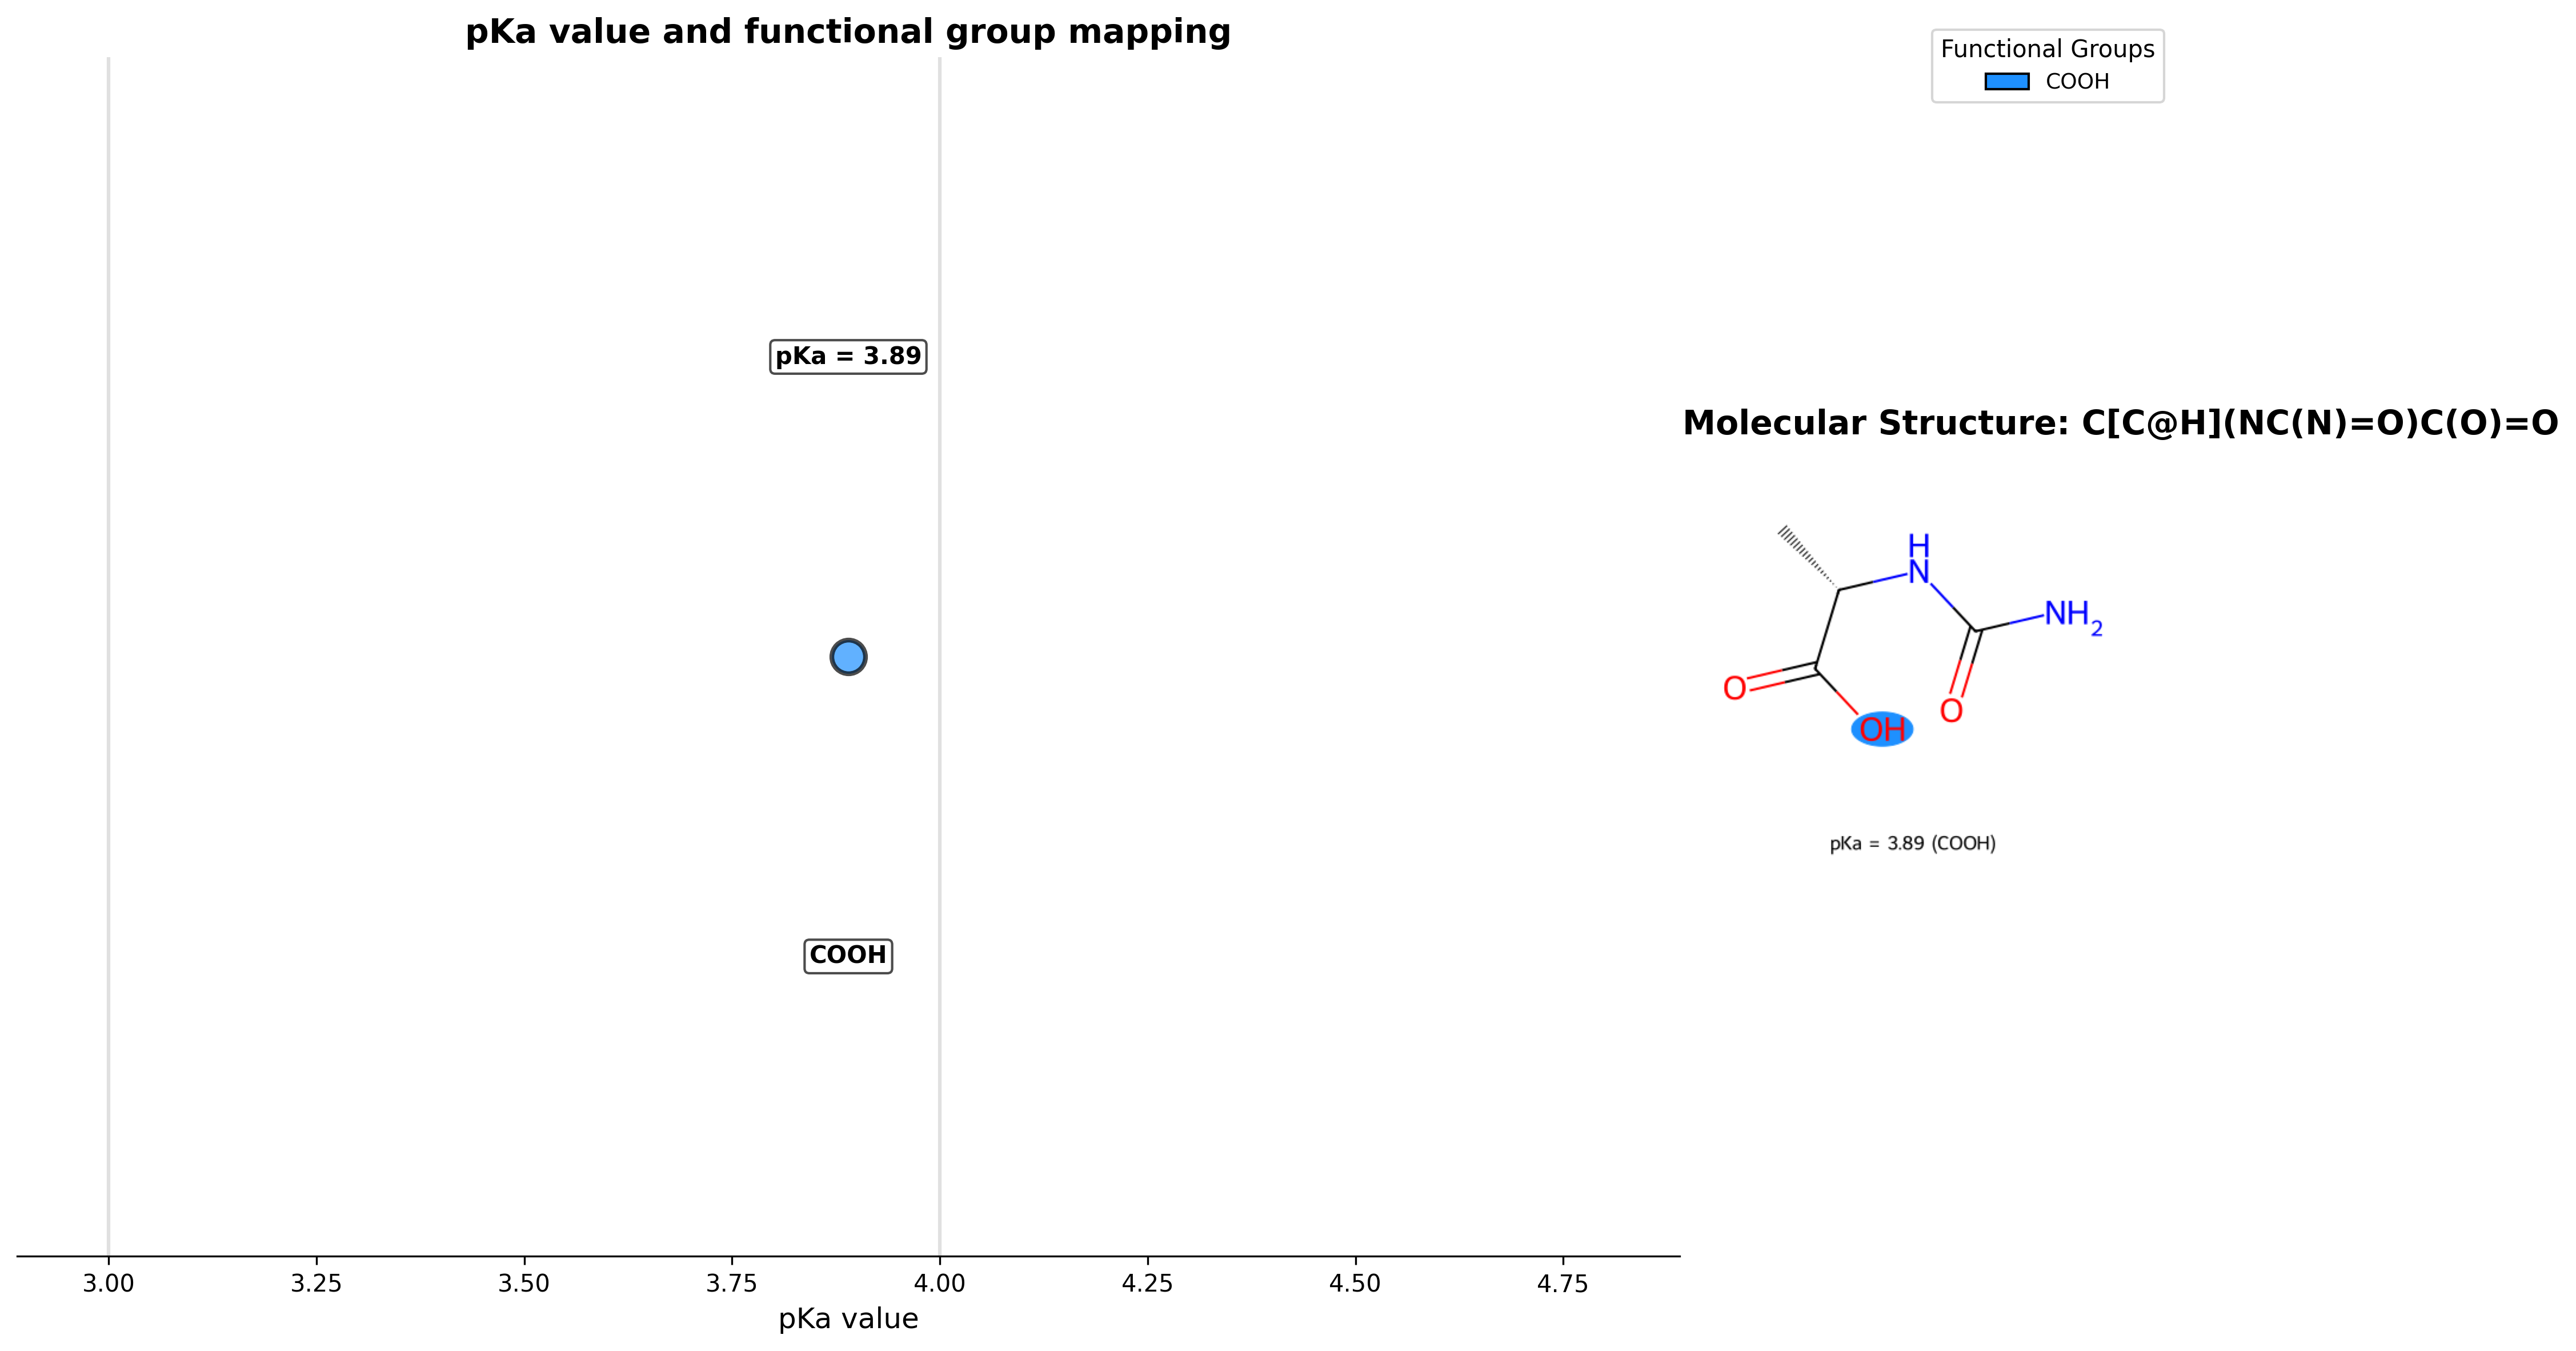 pKa value and functional group mapping
Functional Groups
COOH
pKa = 3.89
Molecular Structure: C[C@H](NC(N)=O)C(O)=O
H
N
NH2
O
O
OH
pKa = 3.89 (COOH)
COOH
3.00 3.25 3.50 3.75 4.00 4.25 4.50 4.75
pKa value